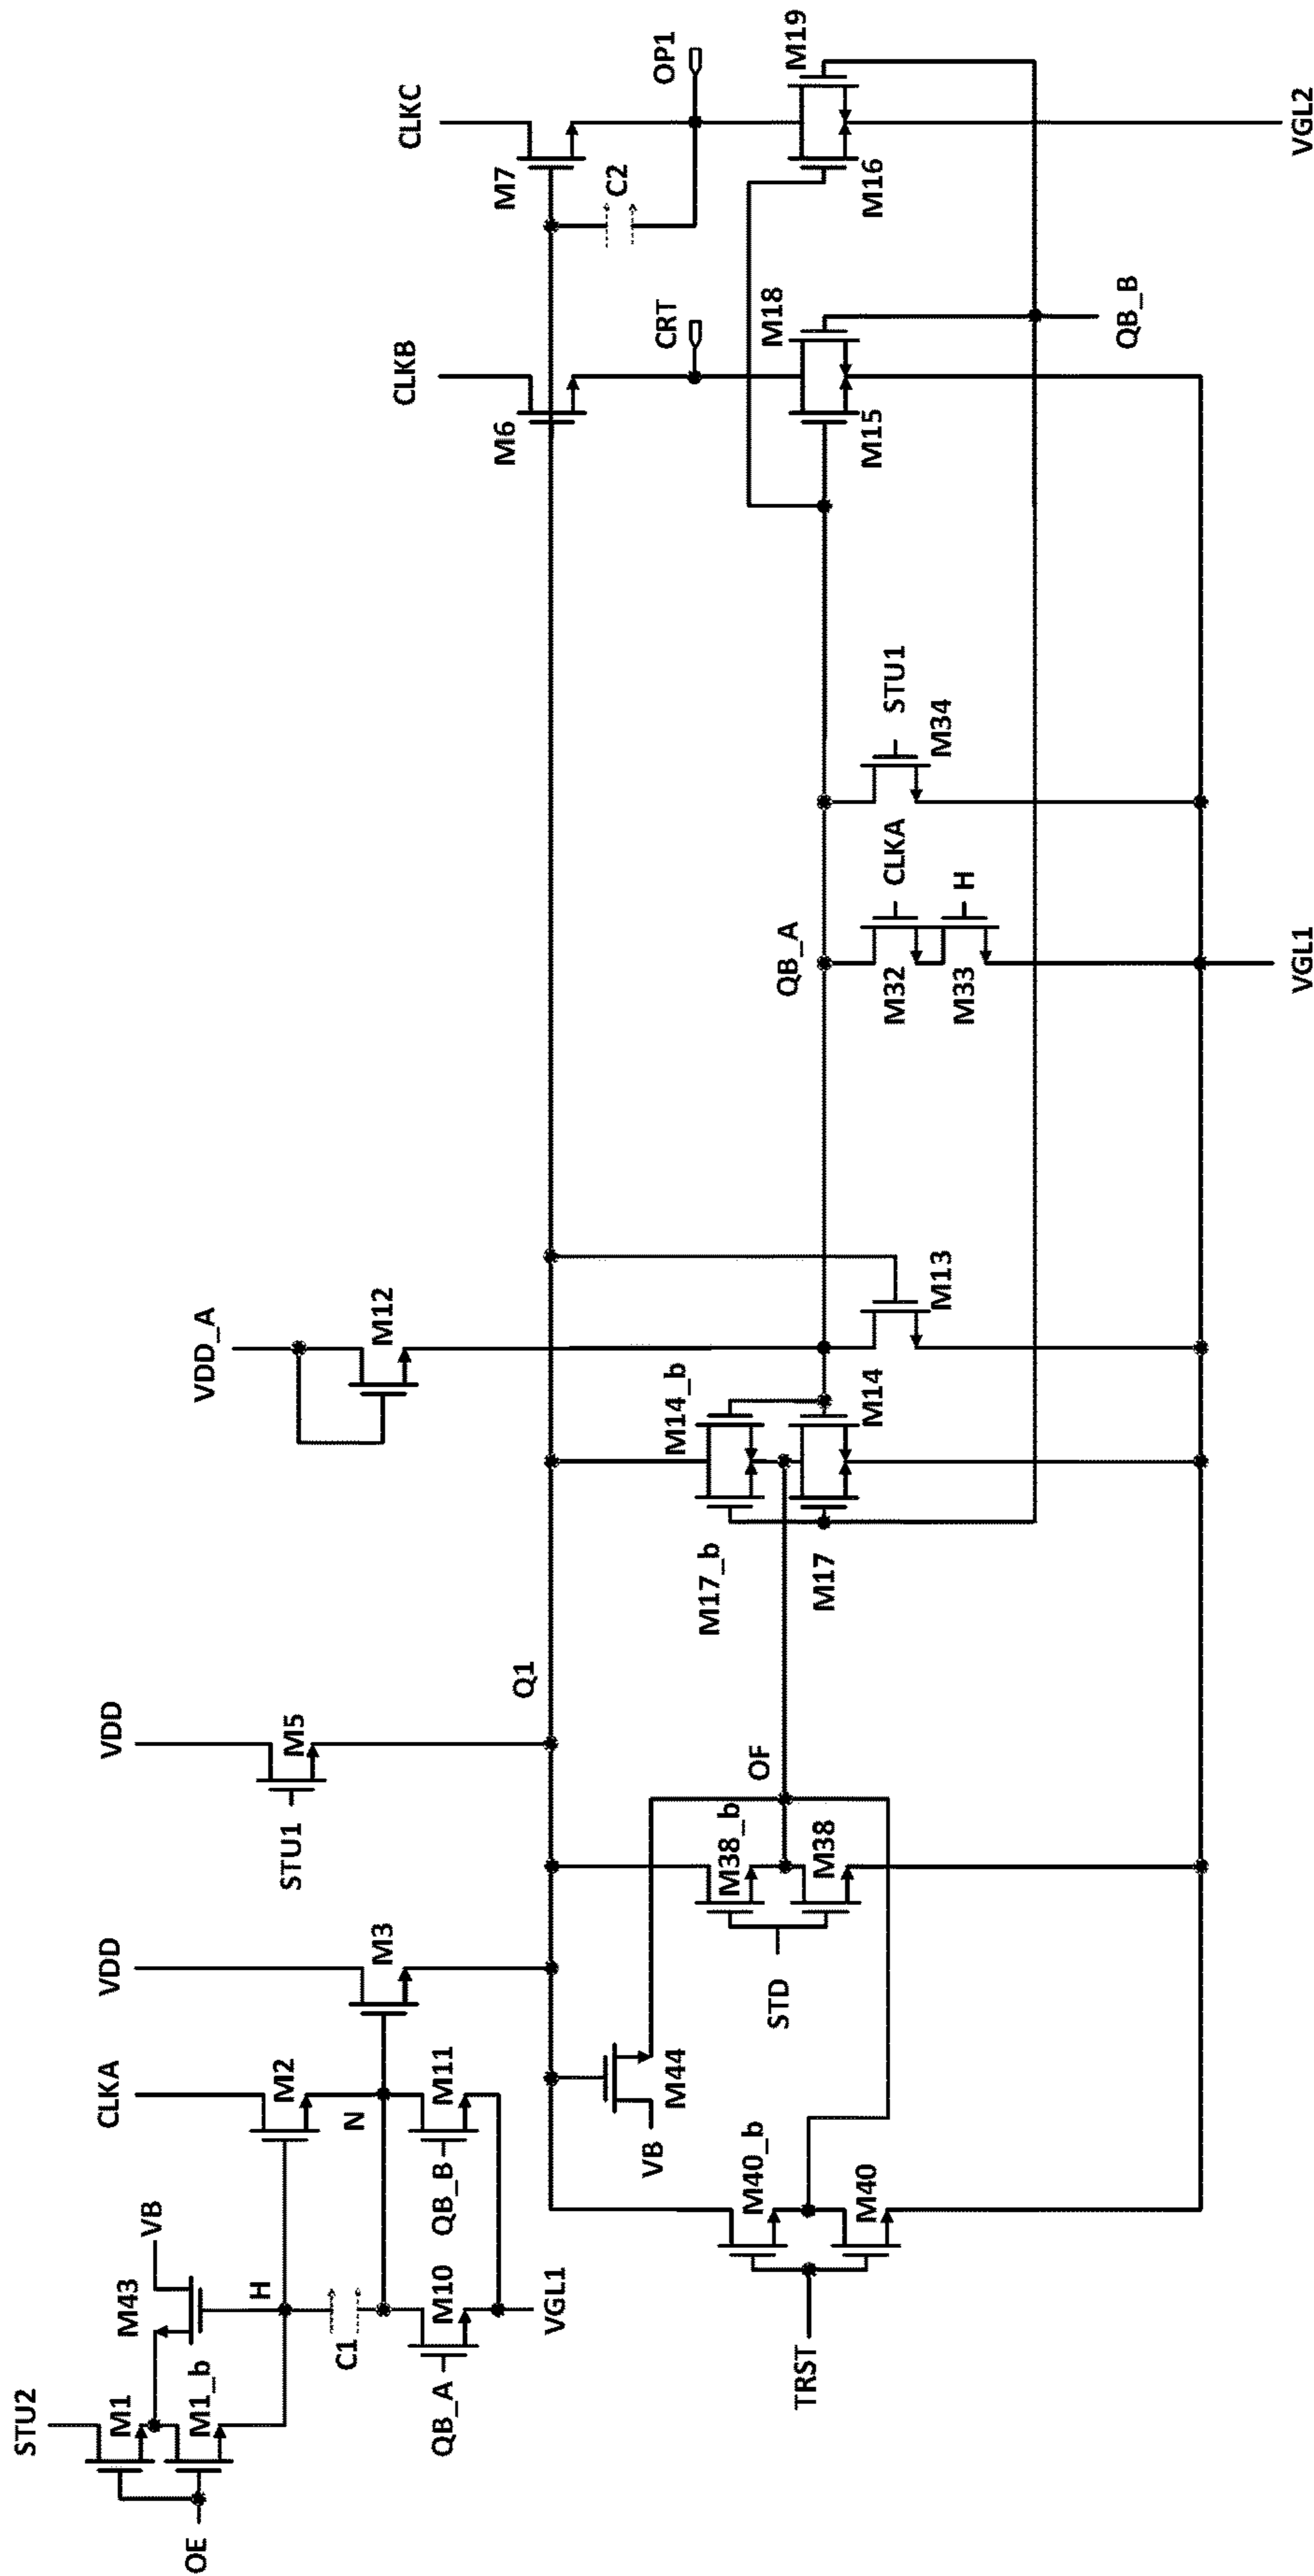 STU2
M1
M1_b
OE
M43
VB
H
C1
CLKA
M2
N
M10
QB_A
M11
QB_B
VGL1
VDD
M3
VDD
M5
STU1
Q1
VDD_A
M12
CLKB
M6
CLKC
M7
C2
CRT
OP1
VB
M44
M40_b
M40
TRST
M38_b
M38
STD
OF
M17_b
M14_b
M17
M14
M13
QB_A
M32
CLKA
M33
H
STU1
M34
M15
M18
M16
M19
QB_B
VGL1
VGL2